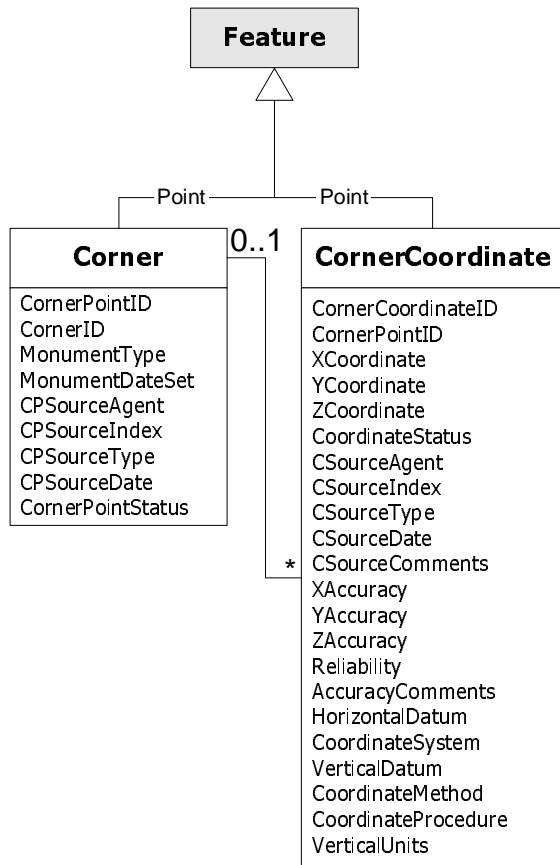 Feature
Point
Point
Corner
0..1
CornerCoordinate
CornerPointID
CornerID
MonumentType
MonumentDateSet
CPSourceAgent
CPSourceIndex
CPSourceType
CPSourceDate
CornerPointStatus
*
CornerCoordinateID
CornerPointID
XCoordinate
YCoordinate
ZCoordinate
CoordinateStatus
CSourceAgent
CSourceIndex
CSourceType
CSourceDate
CSourceComments
XAccuracy
YAccuracy
ZAccuracy
Reliability
AccuracyComments
HorizontalDatum
CoordinateSystem
VerticalDatum
CoordinateMethod
CoordinateProcedure
VerticalUnits